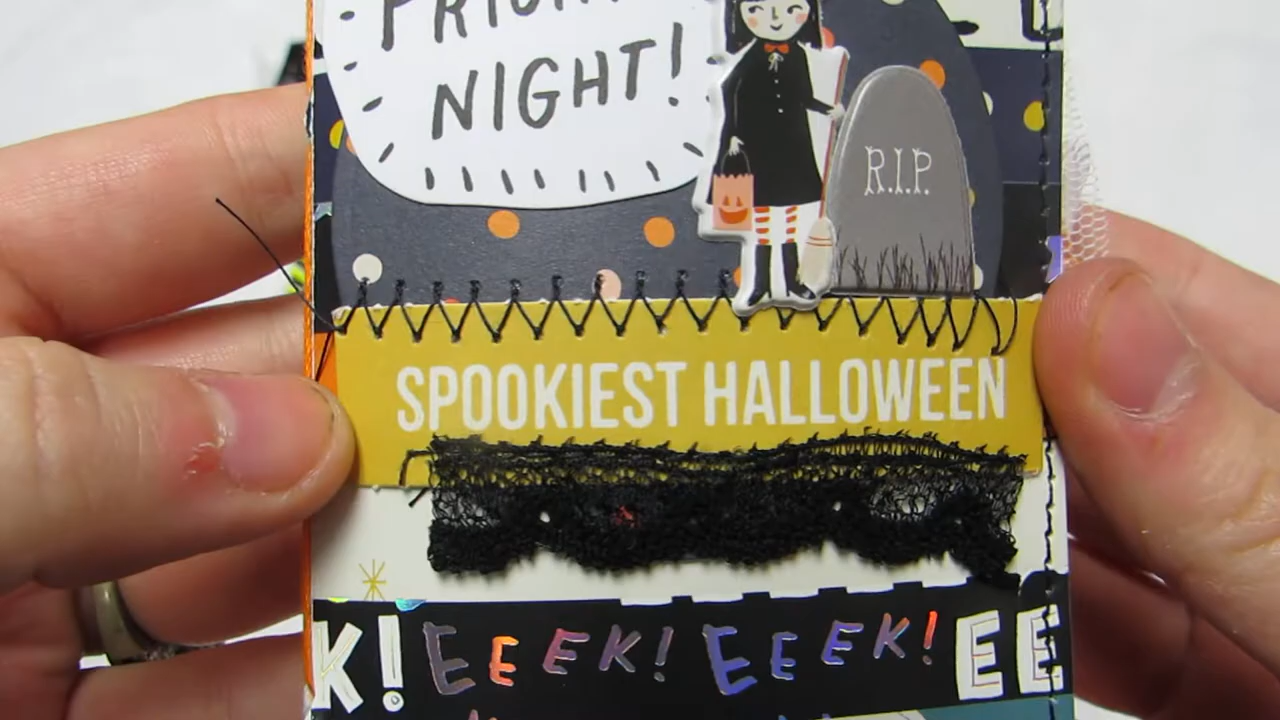 NIGHT!
R.I.P.
SPOOKIEST HALLOWEEN
K! EEEK! EEEK! EE